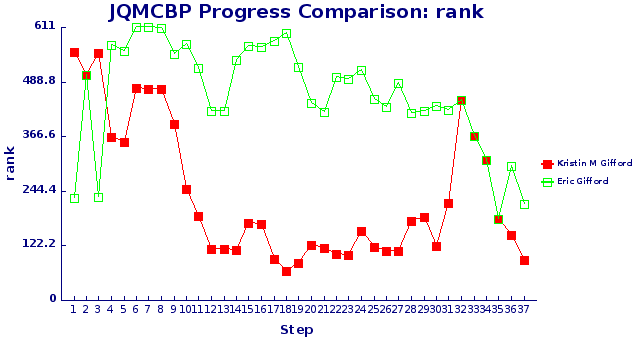 JQMCBP Progress Comparison: rank
611
488.8
366.6
244.4
122.2
0
rank
1 2 3 4 5 6 7 8 9 10 11 12 13 14 15 16 17 18 19 20 21 22 23 24 25 26 27 28 29 30 31 32 33 34 35 36 37
Step
Kristin M Gifford
Eric Gifford